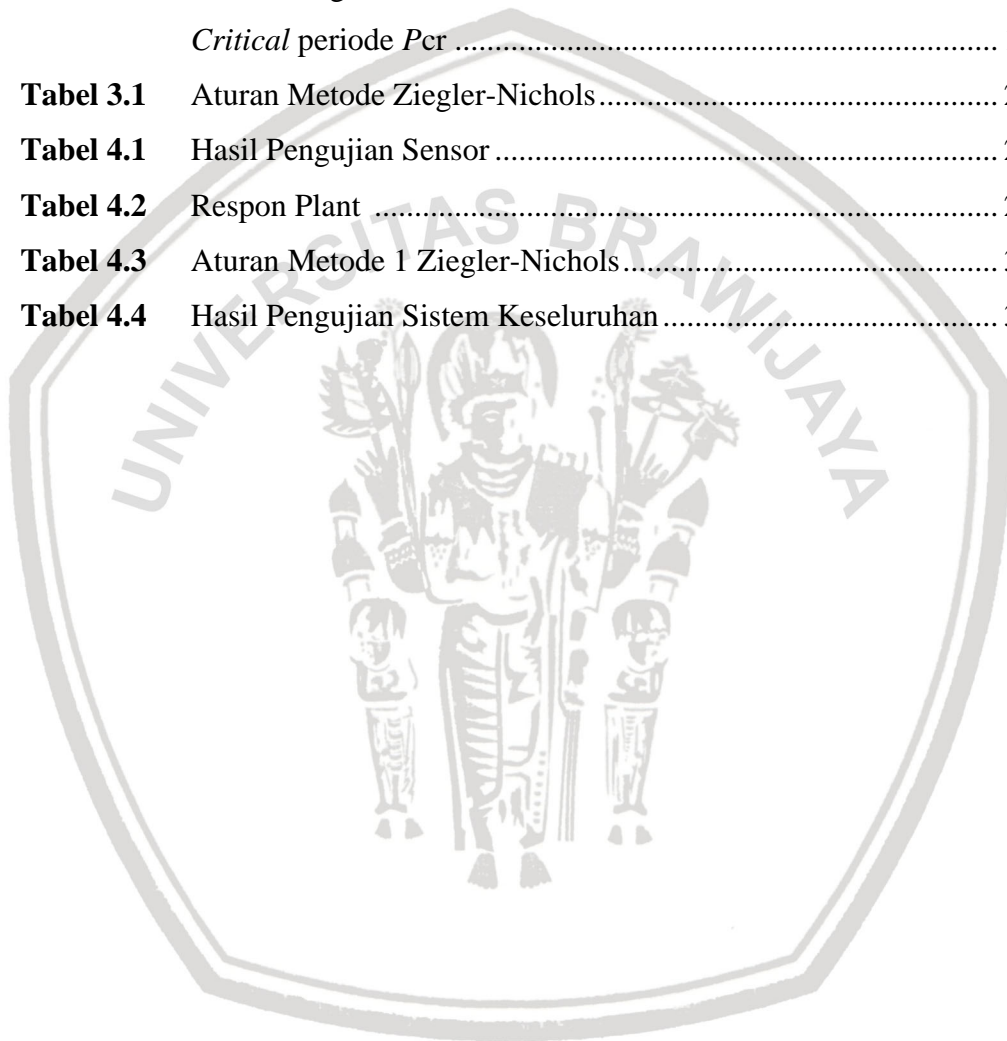 Critical periode Pcr ........................................................................................
Tabel 3.1 Aturan Metode Ziegler-Nichols ................................................................
Tabel 4.1 Hasil Pengujian Sensor ................................................................................
Tabel 4.2 Respon Plant ................................................................................
Tabel 4.3 Aturan Metode 1 Ziegler-Nichols ................................................................
Tabel 4.4 Hasil Pengujian Sistem Keseluruhan ........................................................
UNIVERSITAS BRAWIJAYA